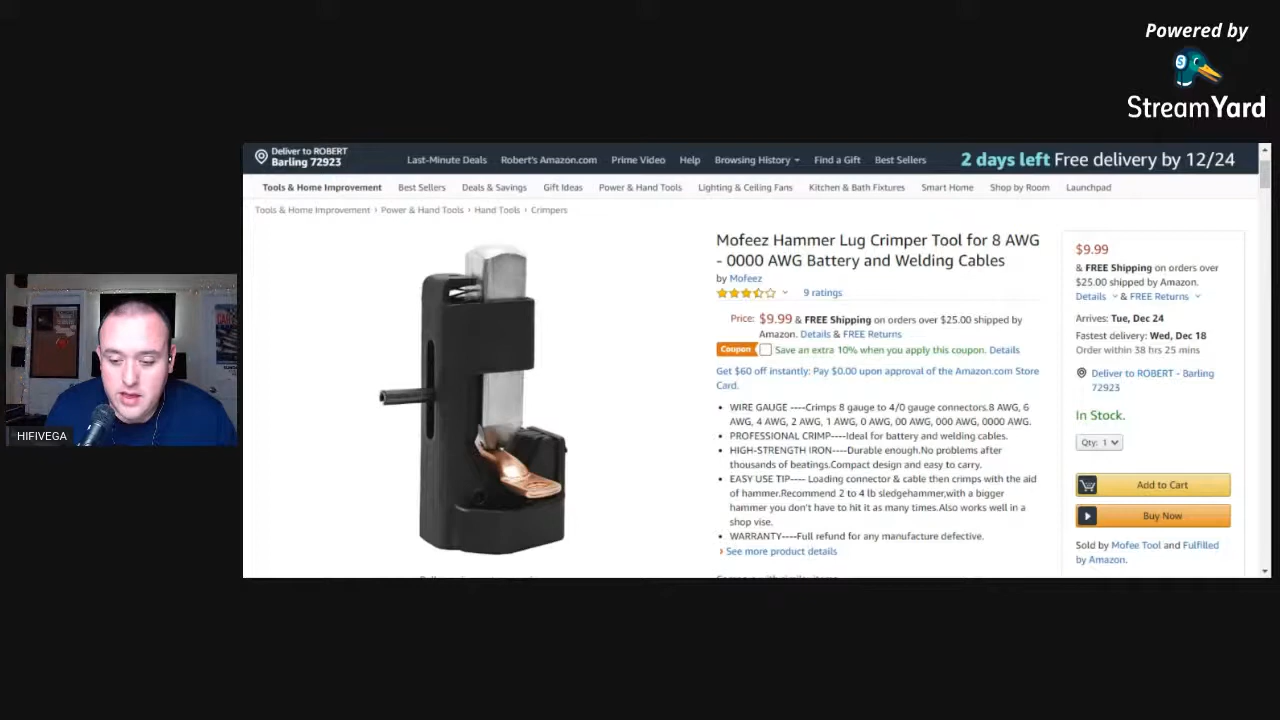 Powered by
StreamYard
Deliver to ROBERT
Barling 72923
Last-Minute Deals Robert's Amazon.com Prime Video Help Browsing History Find a Gift Best Sellers
2 days left Free delivery by 12/24
Tools & Home Improvement Best Sellers Deals & Savings Gift Ideas Power & Hand Tools Lighting & Ceiling Fans Kitchen & Bath Fixtures Smart Home Shop by Room Launchpad
Tools & Home Improvement › Power & Hand Tools › Hand Tools › Crimpers
Mofeez Hammer Lug Crimper Tool for 8 AWG
- 0000 AWG Battery and Welding Cables
by Mofeez
9 ratings
Price: $9.99 & FREE Shipping on orders over $25.00 shipped by
Amazon. Details & FREE Returns
Coupon Save an extra 10% when you apply this coupon. Details
Get $60 off instantly: Pay $0.00 upon approval of the Amazon.com Store
Card.
• WIRE GAUGE ----Crimps 8 gauge to 4/0 gauge connectors.8 AWG, 6
AWG, 4 AWG, 2 AWG, 1 AWG, 0 AWG, 00 AWG, 000 AWG, 0000 AWG.
• PROFESSIONAL CRIMP----Ideal for battery and welding cables.
• HIGH-STRENGTH IRON----Durable enough.No problems after
thousands of beatings.Compact design and easy to carry.
• EASY USE TIP---- Loading connector & cable then crimps with the aid
of hammer.Recommend 2 to 4 lb sledgehammer,with a bigger
hammer you don't have to hit it as many times.Also works well in a
shop vise.
• WARRANTY----Full refund for any manufacture defective.
› See more product details
$9.99
& FREE Shipping on orders over
$25.00 shipped by Amazon.
Details & FREE Returns
Arrives: Tue, Dec 24
Fastest delivery: Wed, Dec 18
Order within 38 hrs 25 mins
Deliver to ROBERT - Barling
72923
In Stock.
Qty: 1
Add to Cart
Buy Now
Sold by Mofee Tool and Fulfilled
by Amazon.
HIFIVEGA